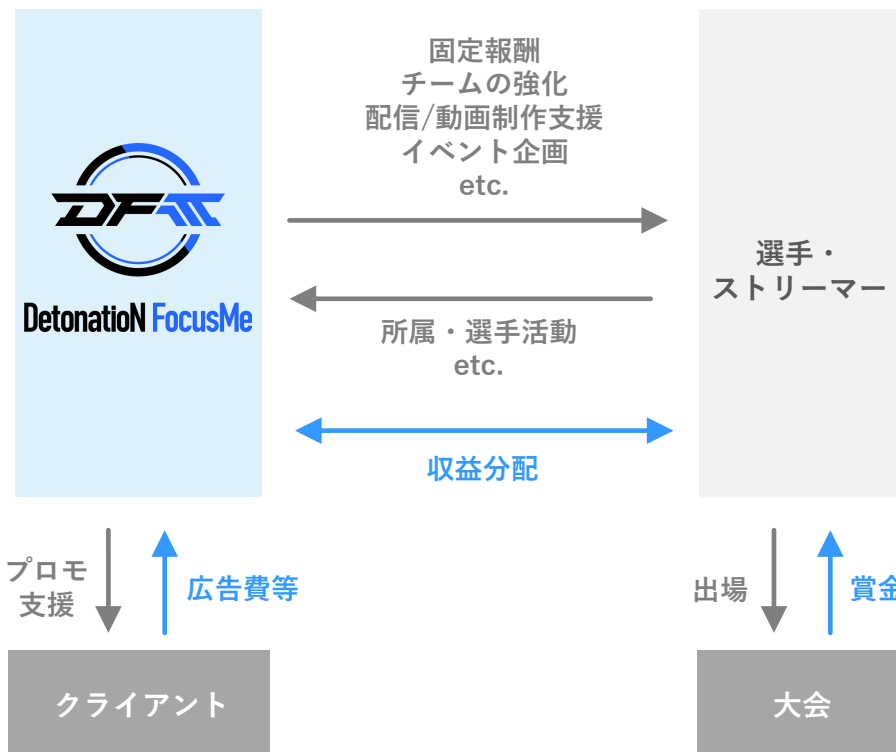 固定報酬
チームの強化
配信/動画制作支援
イベント企画
etc.
DFM
DetonatioN FocusMe
選手・
ストリーマー
所属・選手活動
etc.
収益分配
プロモ
支援
広告費等
出場
賞金
クライアント
大会